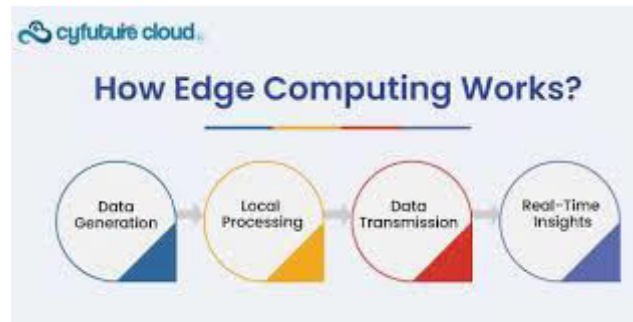 cyfuture cloud
How Edge Computing Works?
Data
Generation
Local
Processing
Data
Transmission
Real-Time
Insights